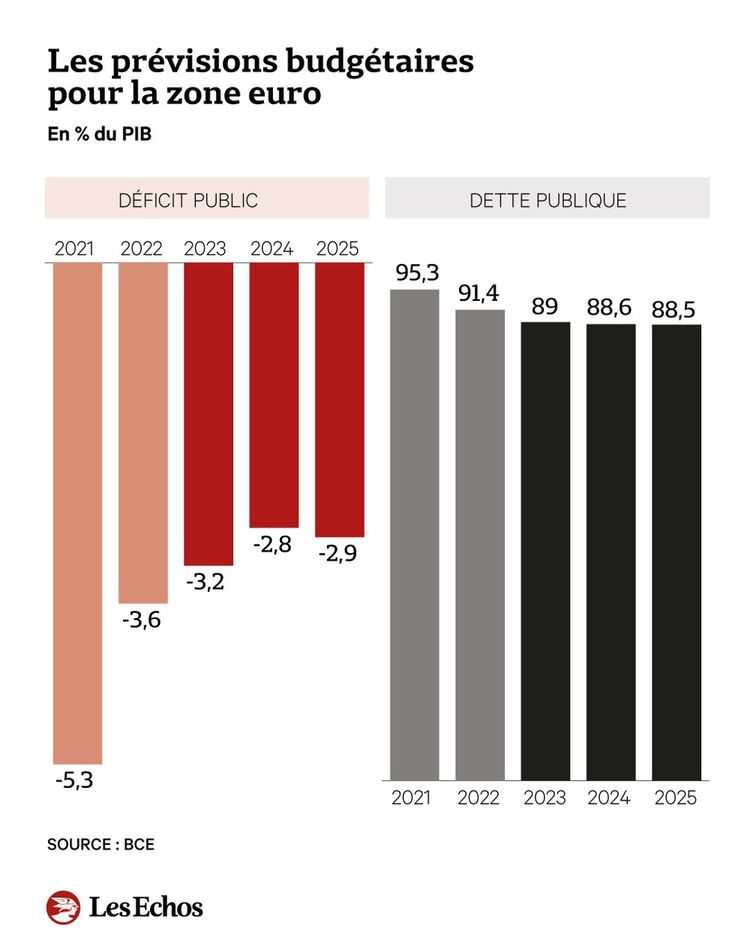 Les prévisions budgétaires
pour la zone euro
En % du PIB
DÉFICIT PUBLIC
2021 2022 2023 2024 2025
-5,3
-3,6
-3,2
-2,8
-2,9
DETTE PUBLIQUE
95,3
91,4
89
88,6
88,5
2021 2022 2023 2024 2025
SOURCE : BCE
Les Echos